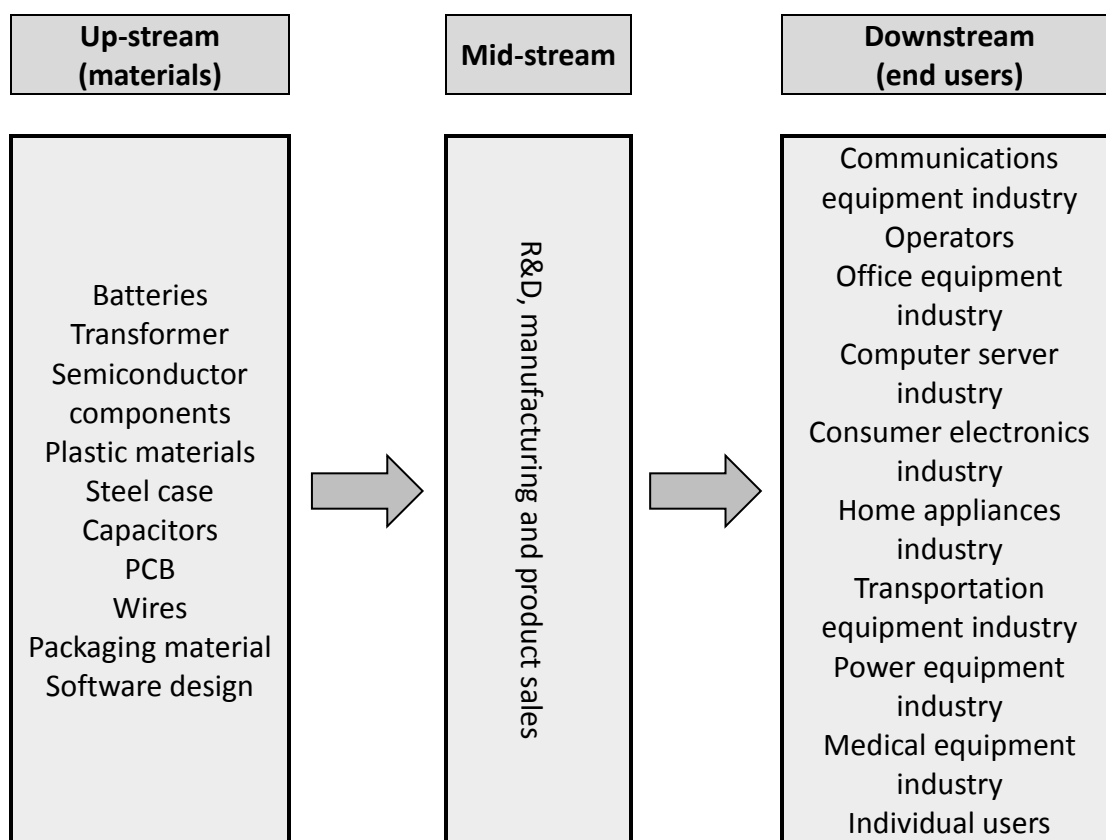 Up-stream
(materials)
Mid-stream
Downstream
(end users)
Batteries
Transformer
Semiconductor
components
Plastic materials
Steel case
Capacitors
PCB
Wires
Packaging material
Software design
R&D, manufacturing and product sales
Communications
equipment industry
Operators
Office equipment
industry
Computer server
industry
Consumer electronics
industry
Home appliances
industry
Transportation
equipment industry
Power equipment
industry
Medical equipment
industry
Individual users